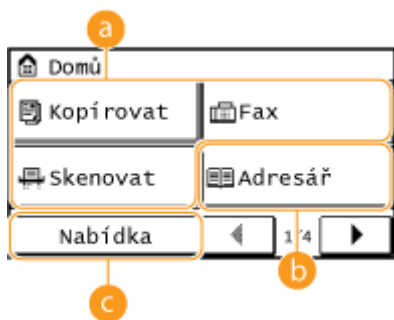 a
Domů
Kopírovat Fax
Skenovat Adresář
Nabídka 1/4
b
c